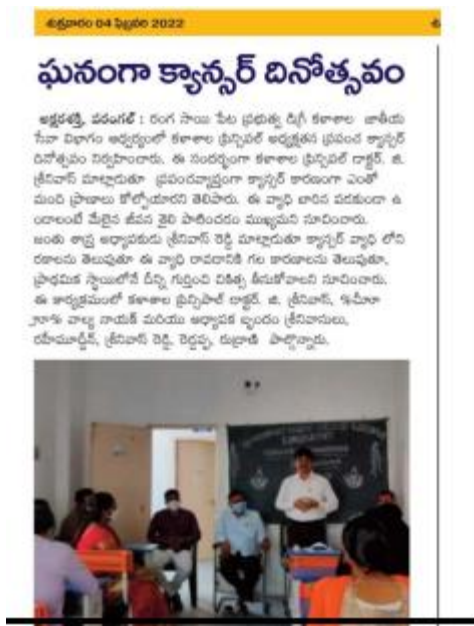 శుక్రవారం 04 ఫిబ్రవరి 2022
ఘనంగా క్యాన్సర్ దినోత్సవం
అక్షరశక్తి, వరంగల్ : రంగ సాయి పేట ప్రభుత్వ డిగ్రీ కళాశాల జాతీయ
సేవా విభాగం ఆధ్వర్యంలో కళాశాల ప్రిన్సిపల్ అధ్యక్షతన ప్రపంచ క్యాన్సర్
దినోత్సవం నిర్వహించారు. ఈ సందర్భంగా కళాశాల ప్రిన్సిపల్ డాక్టర్. జి.
శ్రీనివాస్ మాట్లాడుతూ ప్రపంచవ్యాప్తంగా క్యాన్సర్ కారణంగా ఎంతో
మంది ప్రాణాలు కోల్పోయారని తెలిపారు. ఈ వ్యాధి బారిన పడకుండా ఉ
ండాలంటే మేలైన జీవన శైలి పాటించడం ముఖ్యమని సూచించారు.
జంతు శాస్త్ర అధ్యాపకుడు శ్రీనివాస్ రెడ్డి మాట్లాడుతూ క్యాన్సర్ వ్యాధి లోని
రకాలను తెలుపుతూ ఈ వ్యాధి రావడానికి గల కారణాలను తెలుపుతూ,
ప్రాథమిక స్థాయిలోనే దీన్ని గుర్తించి చికిత్స తీసుకోవాలని సూచించారు.
ఈ కార్యక్రమంలో కళాశాల ప్రిన్సిపాల్ డాక్టర్. జి. శ్రీనివాస్,
వాల్య నాయక్ మరియు అధ్యాపక బృందం శ్రీనివాసులు,
రహీముద్దీన్, శ్రీనివాస్ రెడ్డి, రెడ్డప్ప, రుద్రాణి పాల్గొన్నారు.